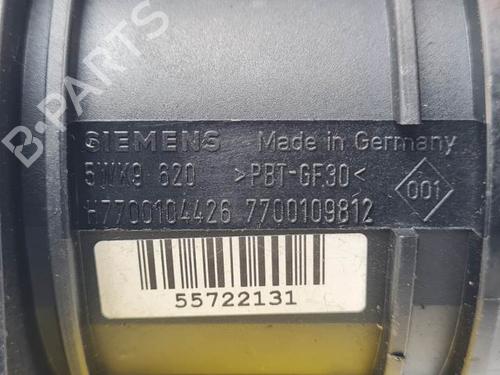 B-PARTS
SIEMENS Made in Germany
5WK9 620 >PBT-GF30< 001
H7700104426 7700109812
55722131